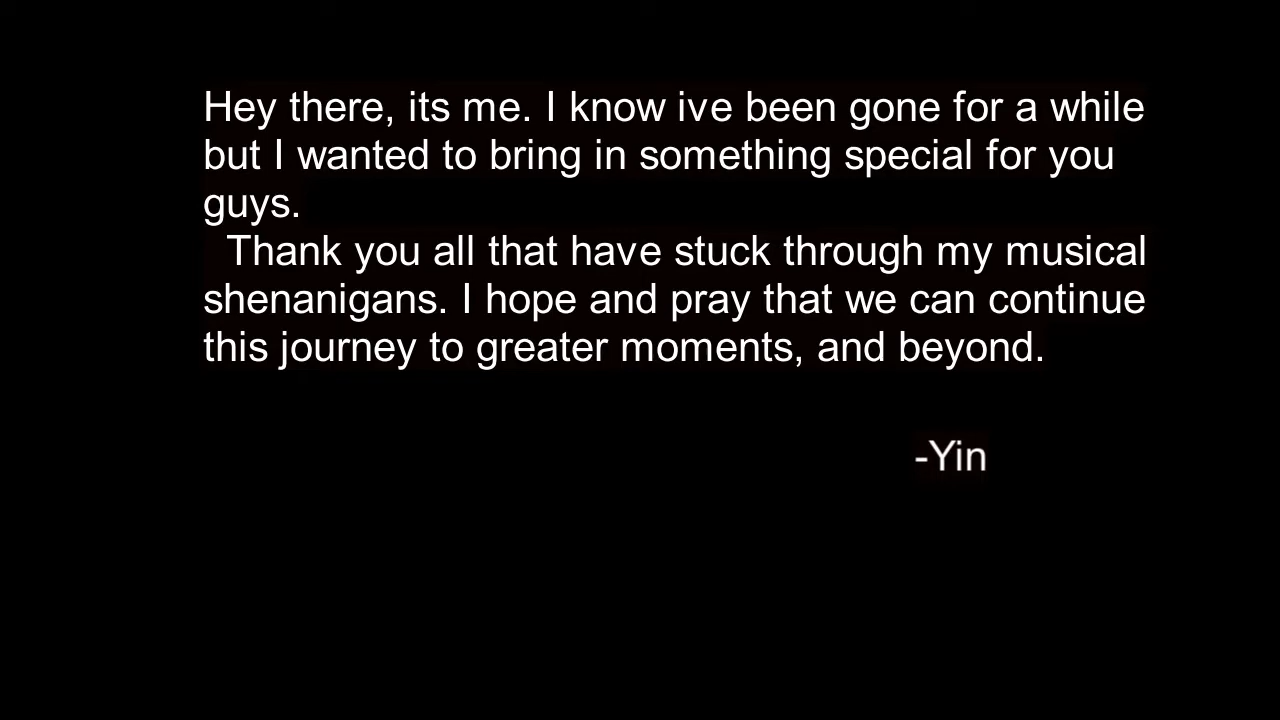 Hey there, its me. I know ive been gone for a while
but I wanted to bring in something special for you
guys.
Thank you all that have stuck through my musical
shenanigans. I hope and pray that we can continue
this journey to greater moments, and beyond.
-Yin